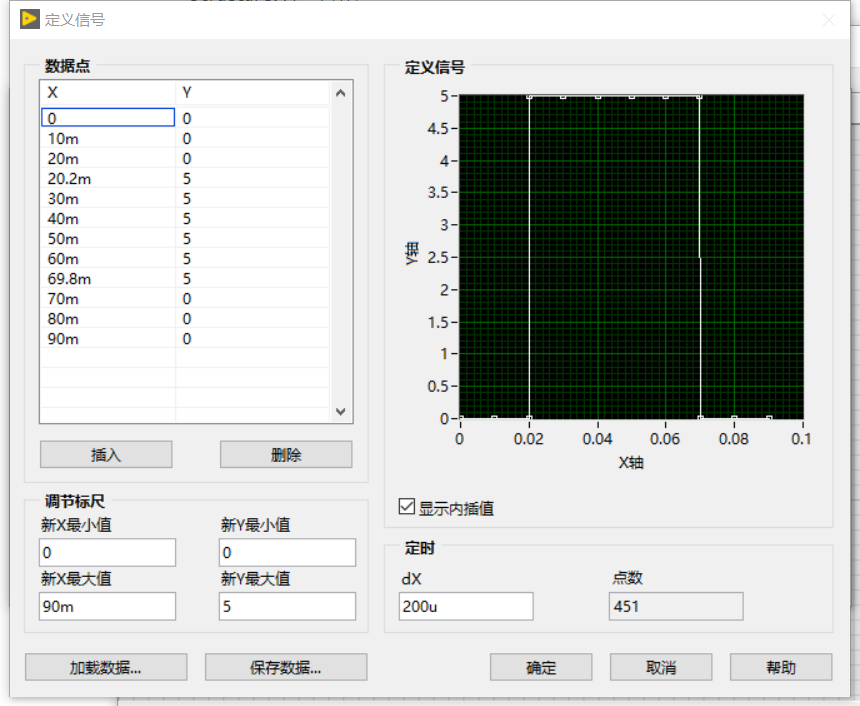 定义信号
数据点
X Y
0 0
10m 0
20m 0
20.2m 5
30m 5
40m 5
50m 5
60m 5
69.8m 5
70m 0
80m 0
90m 0
插入 删除
调节标尺
新X最小值 新Y最小值
0 0
新X最大值 新Y最大值
90m 5
加载数据... 保存数据...
定义信号
5
4.5
4
3.5
3
2.5
2
1.5
1
0.5
0
Y轴
0 0.02 0.04 0.06 0.08 0.1
X轴
显示内插值
定时
dX 点数
200u 451
确定 取消 帮助